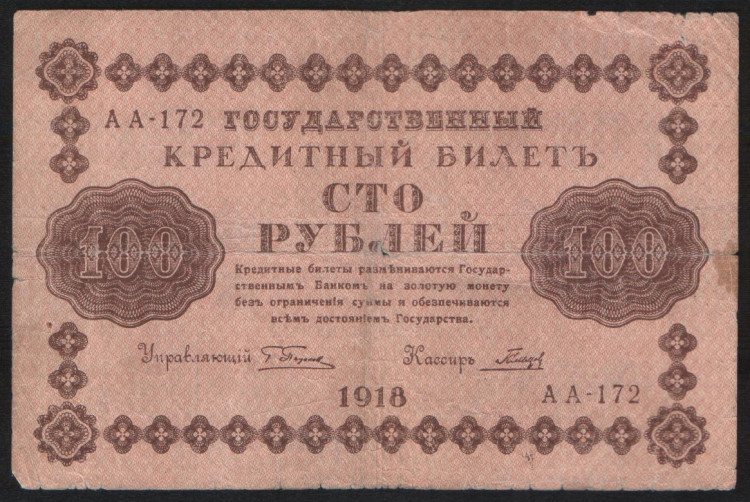 АА-172 ГОСУДАРСТВЕННЫЙ
КРЕДИТНЫЙ БИЛЕТЪ
СТО
РУБЛЕЙ
100
100
Кредитные билеты размѣниваются Государ-
ственнымъ Банкомъ на золотую монету
безъ ограниченія суммы и обезпечиваются
всѣмъ достояніемъ Государства.
Управляющій
Кассиръ
1918
АА-172